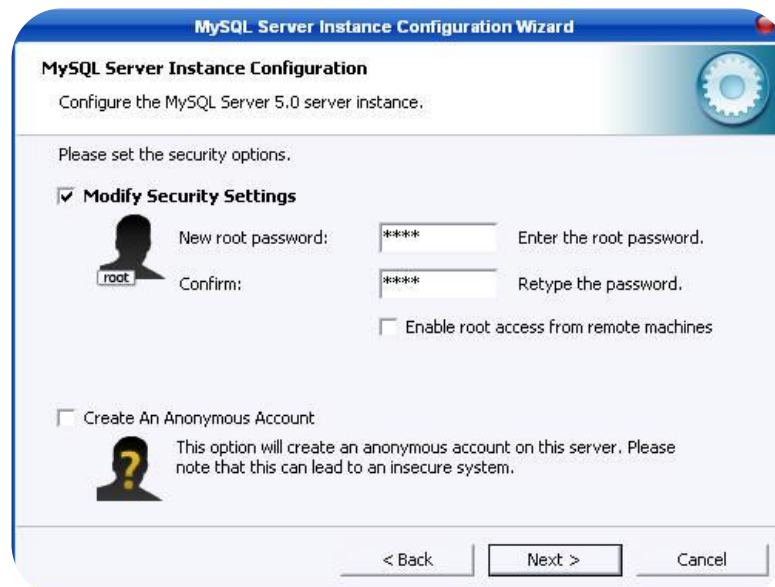 MySQL Server Instance Configuration Wizard
MySQL Server Instance Configuration
Configure the MySQL Server 5.0 server instance.
Please set the security options.
Modify Security Settings
root
New root password: **** Enter the root password.
Confirm: **** Retype the password.
Enable root access from remote machines
Create An Anonymous Account
?
This option will create an anonymous account on this server. Please
note that this can lead to an insecure system.
< Back Next > Cancel